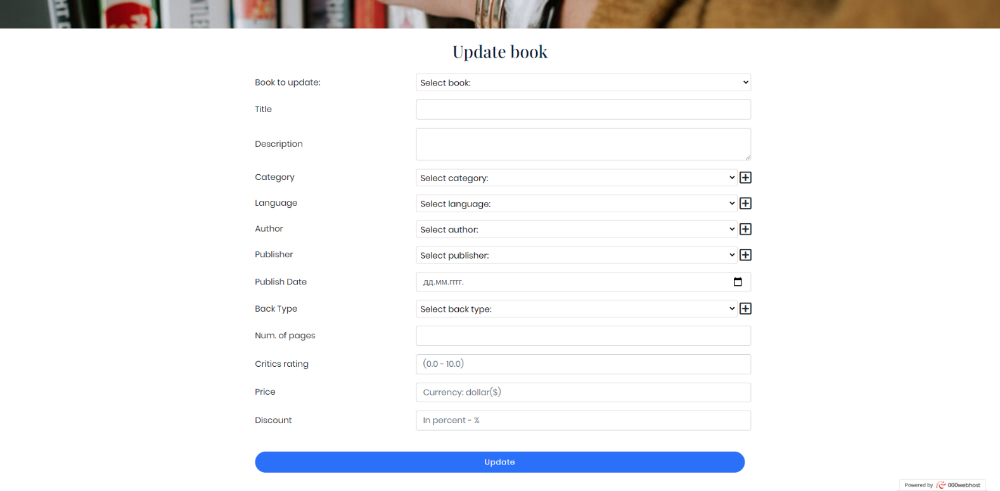 Update book
Book to update:
Select book:
Title
Description
Category
Select category:
Language
Select language:
Author
Select author:
Publisher
Select publisher:
Publish Date
дд.мм.гггг.
Back Type
Select back type:
Num. of pages
Critics rating
(0.0 - 10.0)
Price
Currency: dollar($)
Discount
In percent - %
Update
Powered by 000webhost